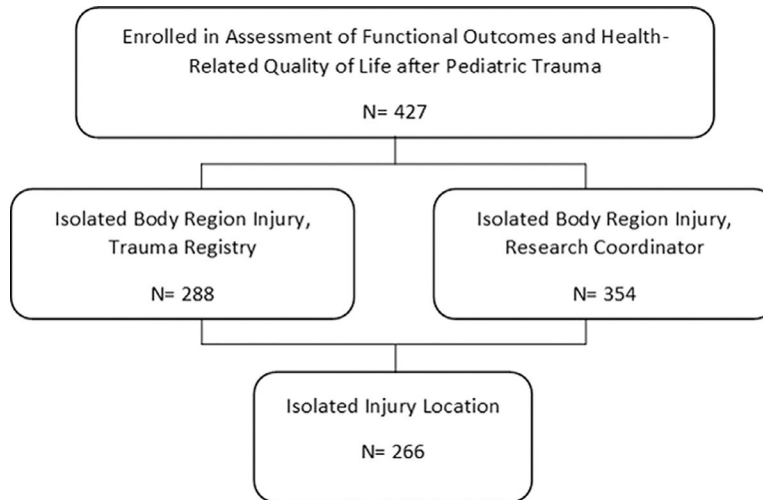 Enrolled in Assessment of Functional Outcomes and Health-
Related Quality of Life after Pediatric Trauma
N= 427
Isolated Body Region Injury,
Trauma Registry
N= 288
Isolated Body Region Injury,
Research Coordinator
N= 354
Isolated Injury Location
N= 266